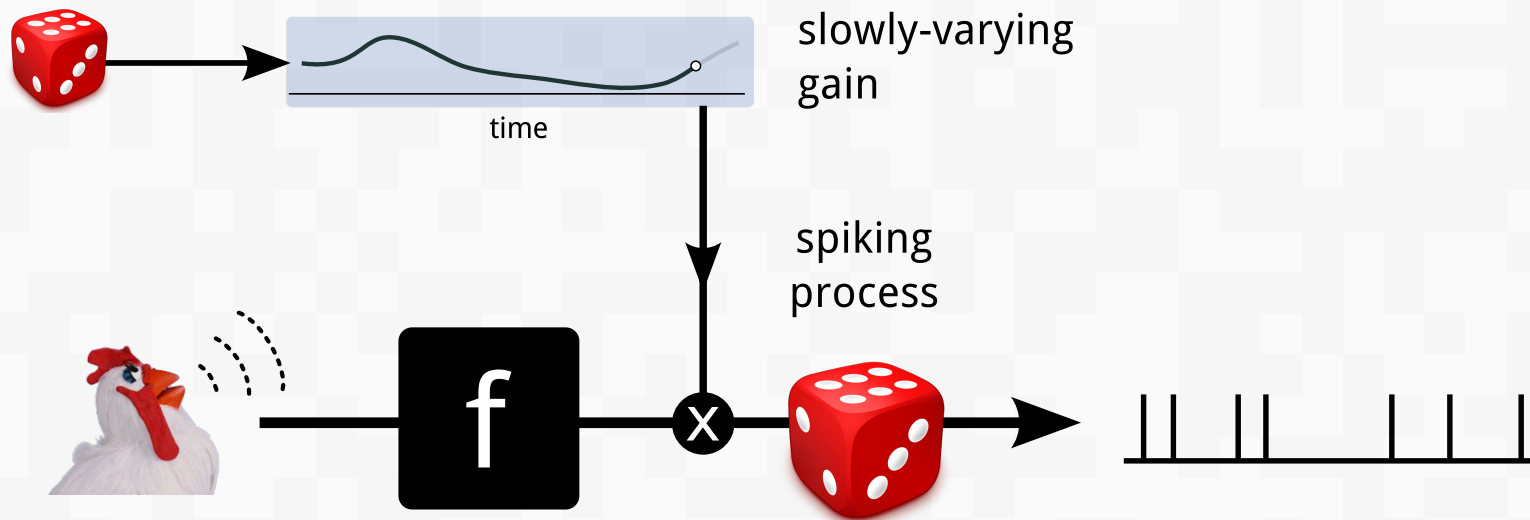 slowly-varying
gain
time
spiking
process
f
x